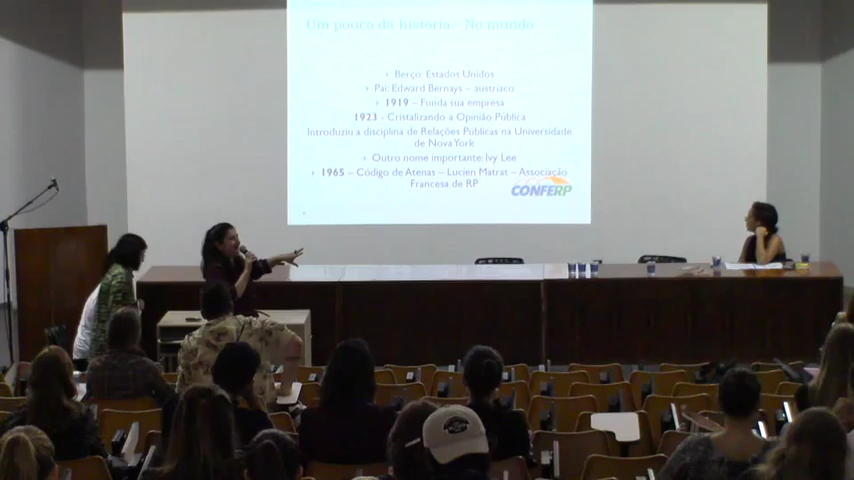 Um pouco da história – No mundo
› Berço: Estados Unidos
› Pai: Edward Bernays – austríaco
› 1919 – Funda sua empresa
1923 - Cristalizando a Opinião Pública
Introduziu a disciplina de Relações Públicas na Universidade
de Nova York
› Outro nome importante: Ivy Lee
› 1965 – Código de Atenas – Lucien Matrat – Associação
Francesa de RP
CONFERP